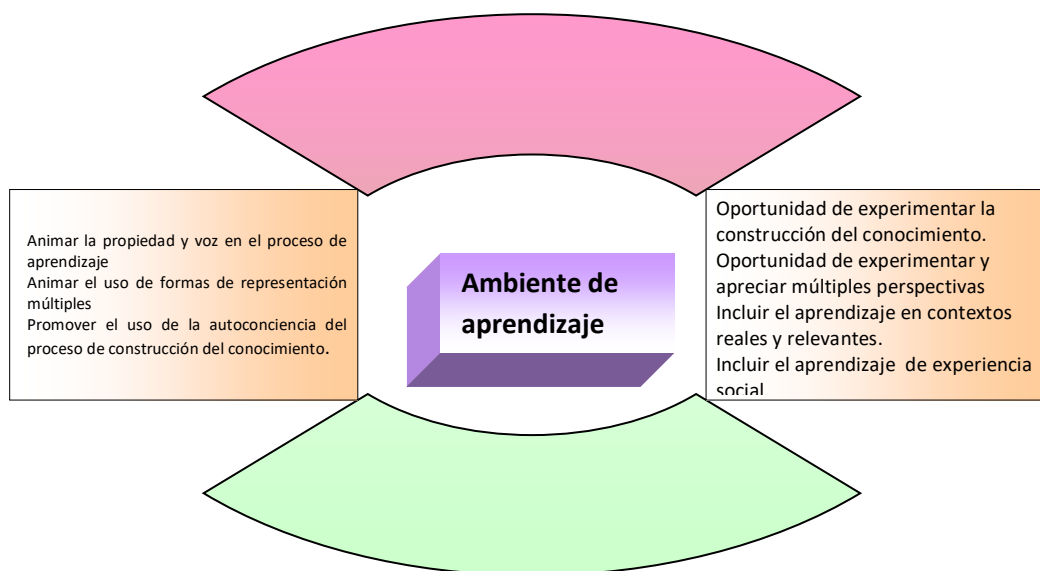 Animar la propiedad y voz en el proceso de
aprendizaje
Animar el uso de formas de representación
múltiples
Promover el uso de la autoconciencia del
proceso de construcción del conocimiento.
Ambiente de
aprendizaje
Oportunidad de experimentar la
construcción del conocimiento.
Oportunidad de experimentar y
apreciar múltiples perspectivas
Incluir el aprendizaje en contextos
reales y relevantes.
Incluir el aprendizaje de experiencia
social